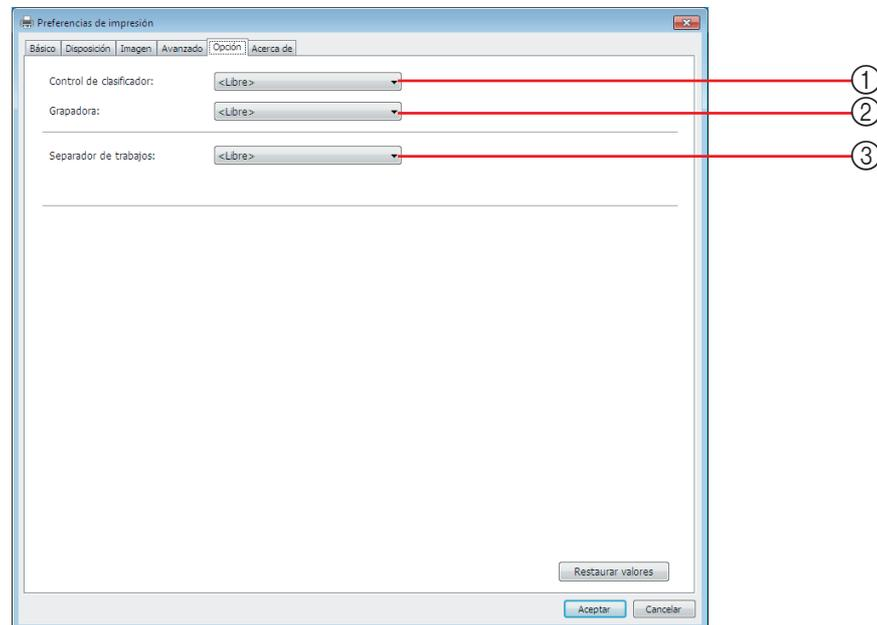 Preferencias de impresión
Básico Disposición Imagen Avanzado Opción Acerca de
Control de clasificador: <Libre> 1
Grapadora: <Libre> 2
Separador de trabajos: <Libre> 3
Restaurar valores
Aceptar Cancelar